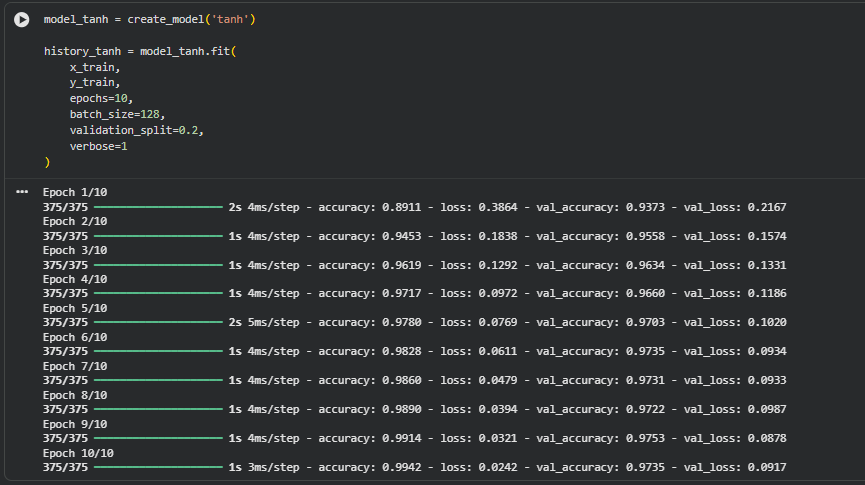 model_tanh = create_model('tanh')
history_tanh = model_tanh.fit(
x_train,
y_train,
epochs=10,
batch_size=128,
validation_split=0.2,
verbose=1
)
Epoch 1/10
375/375 2s 4ms/step - accuracy: 0.8911 - loss: 0.3864 - val_accuracy: 0.9373 - val_loss: 0.2167
Epoch 2/10
375/375 1s 4ms/step - accuracy: 0.9453 - loss: 0.1838 - val_accuracy: 0.9558 - val_loss: 0.1574
Epoch 3/10
375/375 1s 4ms/step - accuracy: 0.9619 - loss: 0.1292 - val_accuracy: 0.9634 - val_loss: 0.1331
Epoch 4/10
375/375 1s 4ms/step - accuracy: 0.9717 - loss: 0.0972 - val_accuracy: 0.9660 - val_loss: 0.1186
Epoch 5/10
375/375 2s 5ms/step - accuracy: 0.9780 - loss: 0.0769 - val_accuracy: 0.9703 - val_loss: 0.1020
Epoch 6/10
375/375 1s 4ms/step - accuracy: 0.9828 - loss: 0.0611 - val_accuracy: 0.9735 - val_loss: 0.0934
Epoch 7/10
375/375 1s 4ms/step - accuracy: 0.9860 - loss: 0.0479 - val_accuracy: 0.9731 - val_loss: 0.0933
Epoch 8/10
375/375 1s 4ms/step - accuracy: 0.9890 - loss: 0.0394 - val_accuracy: 0.9722 - val_loss: 0.0987
Epoch 9/10
375/375 1s 4ms/step - accuracy: 0.9914 - loss: 0.0321 - val_accuracy: 0.9753 - val_loss: 0.0878
Epoch 10/10
375/375 1s 3ms/step - accuracy: 0.9942 - loss: 0.0242 - val_accuracy: 0.9735 - val_loss: 0.0917